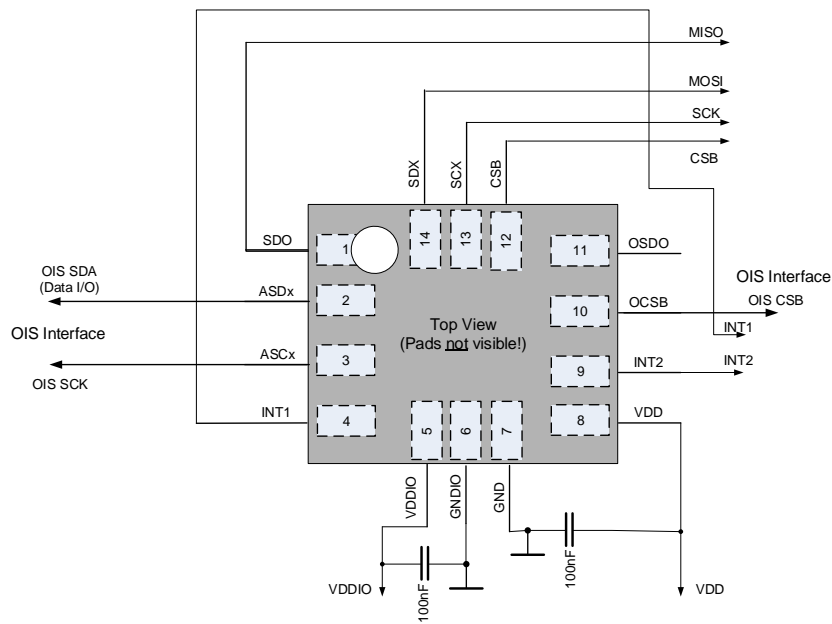 MISO
MOSI
SCK
CSB
SDX
SCX
CSB
14
13
12
SDO
1
11
OSDO
OIS SDA
(Data I/O)
ASDx
2
OIS Interface
OIS CSB
10
OCSB
Top View
(Pads not visible!)
INT1
OIS Interface
ASCx
3
OIS SCK
9
INT2
INT2
INT1
4
5
6
7
8
VDD
VDDIO
GNDIO
GND
100nF
100nF
VDDIO
VDD